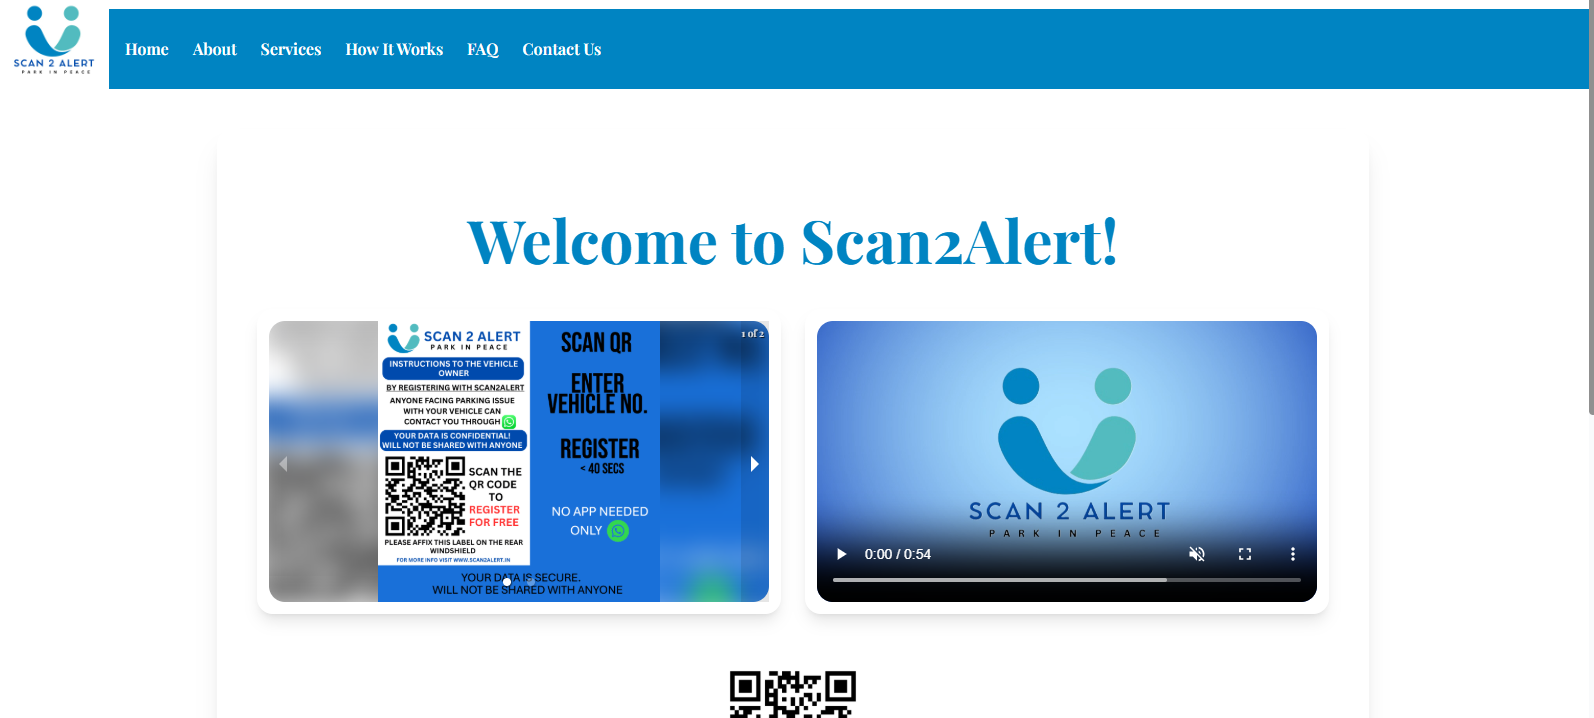 SCAN 2 ALERT
PARK IN PEACE
Home About Services How It Works FAQ Contact Us
Welcome to Scan2Alert!
1 of 2
SCAN 2 ALERT
PARK IN PEACE
INSTRUCTIONS TO THE VEHICLE
OWNER
BY REGISTERING WITH SCAN2ALERT
ANYONE FACING PARKING ISSUE
WITH YOUR VEHICLE CAN
CONTACT YOU THROUGH
YOUR DATA IS CONFIDENTIAL!
WILL NOT BE SHARED WITH ANYONE
SCAN THE
QR CODE
TO
REGISTER
FOR FREE
PLEASE AFFIX THIS LABEL ON THE REAR
WINDSHIELD
FOR MORE INFO VISIT WWW.SCAN2ALERT.IN
SCAN QR
ENTER
VEHICLE NO.
REGISTER
< 40 SECS
NO APP NEEDED
ONLY
YOUR DATA IS SECURE.
WILL NOT BE SHARED WITH ANYONE
SCAN 2 ALERT
PARK IN PEACE
0:00 / 0:54